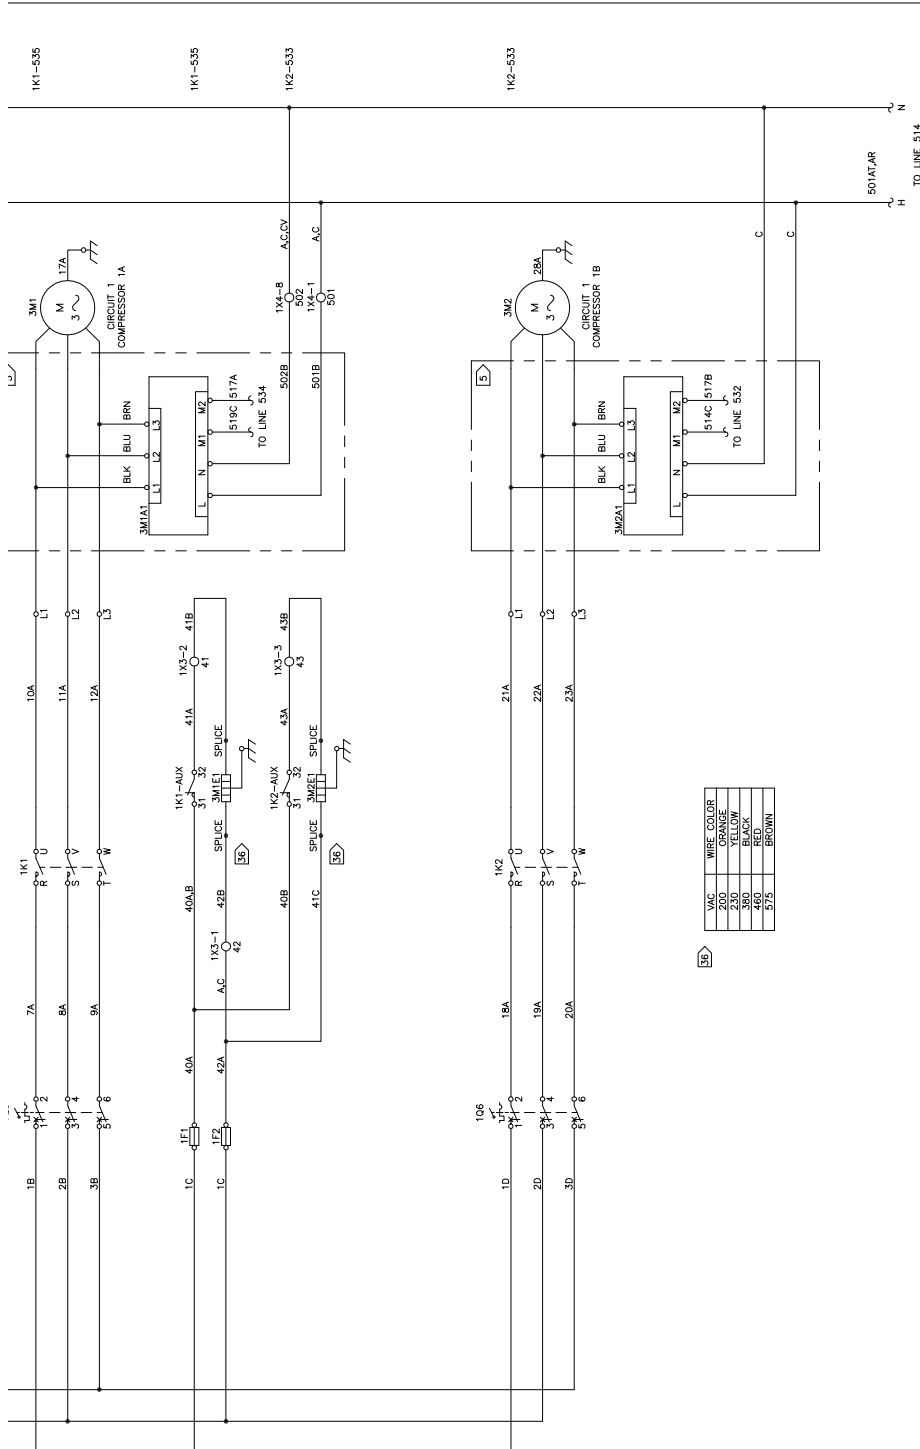 1K1-535
1K1-535
1K2-533
1K2-533
N
TO LINE 514
501AT,AR
H
17A
3M1
M
3
CIRCUIT 1
COMPRESSOR 1A
A,C,CV
A,C
1X4-8
502
1X4-1
501
28A
3M2
M
3
CIRCUIT 1
COMPRESSOR 1B
C
C
5
BLK
BLU
BRN
L1
L2
L3
3M1A1
L
N
M1
M2
519C
517A
TO LINE 534
502B
501B
5
BLK
BLU
BRN
L1
L2
L3
3M2A1
L
N
M1
M2
514C
517B
TO LINE 532
L1
L2
L3
41B
43B
L1
L2
L3
1X3-2
41
1X3-3
43
10A
11A
12A
41A
43A
21A
22A
23A
SPLICE
SPLICE
1K1-AUX
31
32
3M1E1
1K2-AUX
31
32
3M2E1
SPLICE
SPLICE
36
36
1K1
R
U
S
V
T
W
1K2
R
U
S
V
T
W
40A,B
42B
40B
41C
1X3-1
42
A,C
VAC WIRE COLOR
200 ORANGE
230 YELLOW
380 BLACK
460 RED
575 BROWN
36
7A
8A
9A
40A
42A
18A
19A
20A
1
2
3
4
5
6
1F1
1F2
1Q6
1
2
3
4
5
6
1B
2B
3B
1C
1C
1D
2D
3D